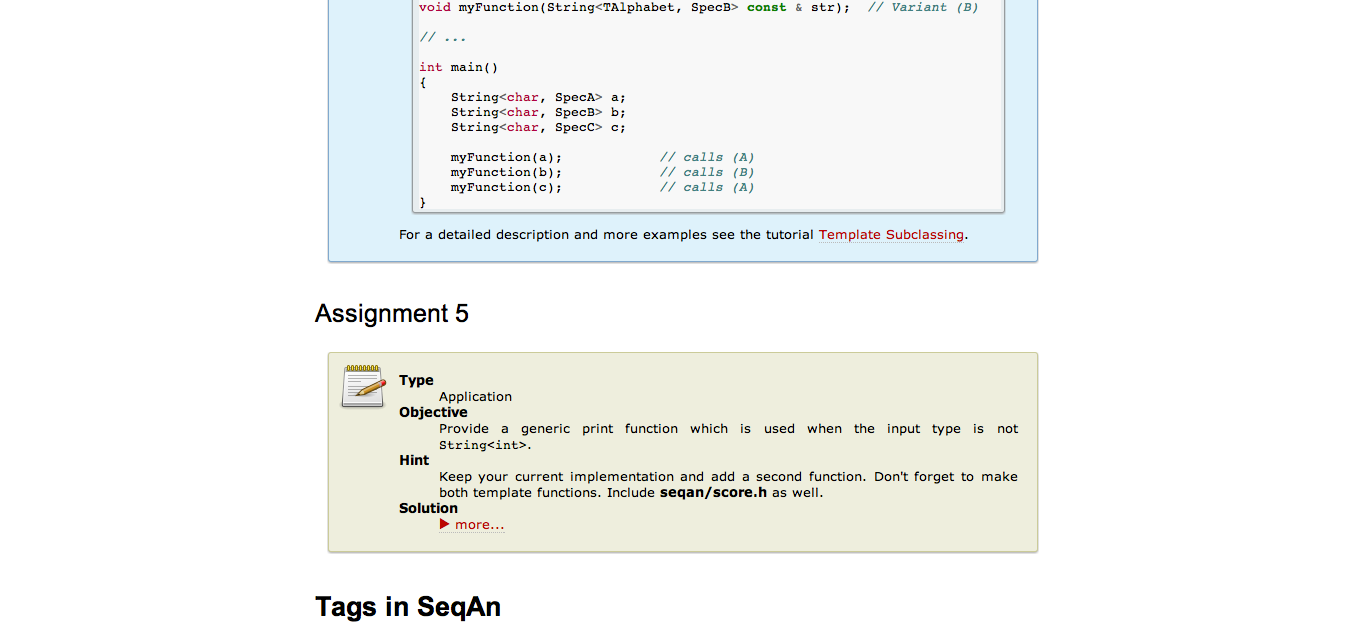 void myFunction(String<TAlphabet, SpecB> const & str);  // Variant (B)
// ...
int main()
{
    String<char, SpecA> a;
    String<char, SpecB> b;
    String<char, SpecC> c;
    myFunction(a);            // calls (A)
    myFunction(b);            // calls (B)
    myFunction(c);            // calls (A)
}
For a detailed description and more examples see the tutorial Template Subclassing.
Assignment 5
Type
Application
Objective
Provide a generic print function which is used when the input type is not
String<int>.
Hint
Keep your current implementation and add a second function. Don't forget to make
both template functions. Include seqan/score.h as well.
Solution
more...
Tags in SeqAn